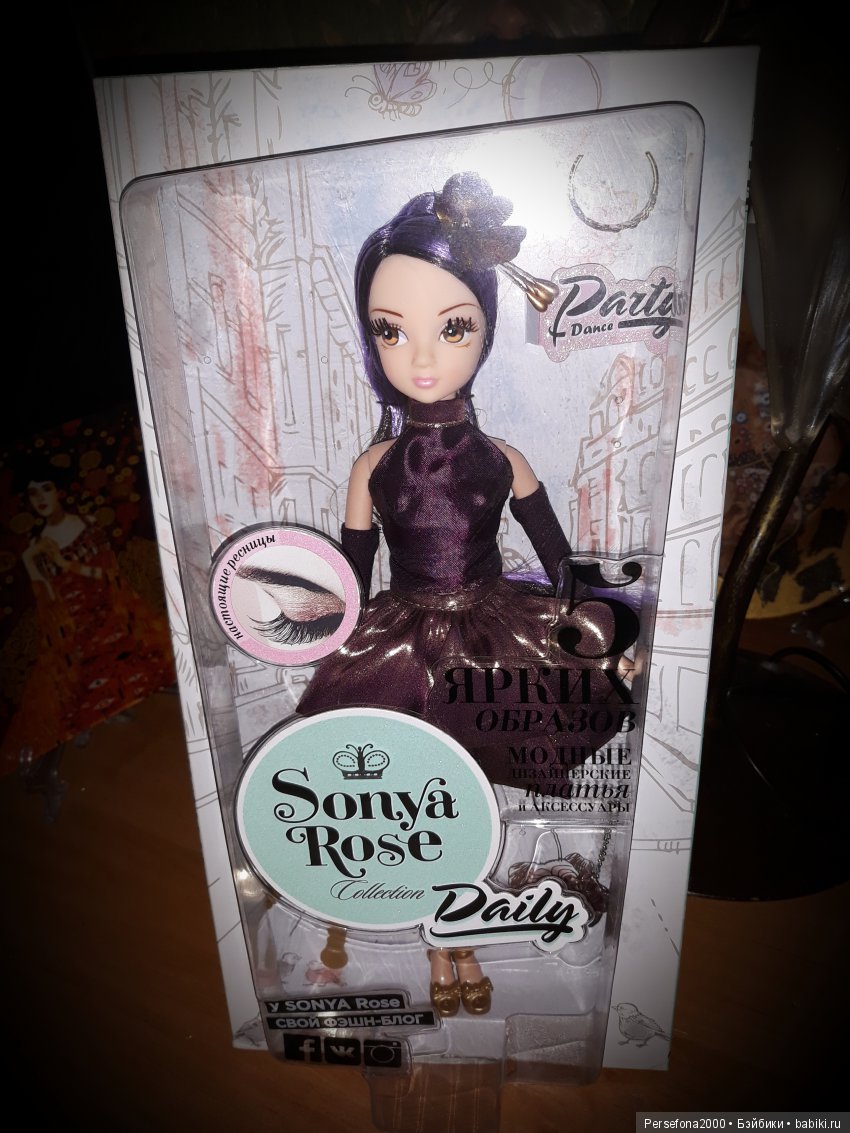 Party
Dance
настоящие ресницы
5
ЯРКИХ
ОБРАЗОВ
МОДНЫЕ
ДИЗАЙНЕРСКИЕ
платья
и АКСЕССУАРЫ
Sonya
Rose
Collection
Daily
У SONYA Rose
СВОЙ ФЭШН-БЛОГ
Persefona2000 • Бэйбики • babiki.ru